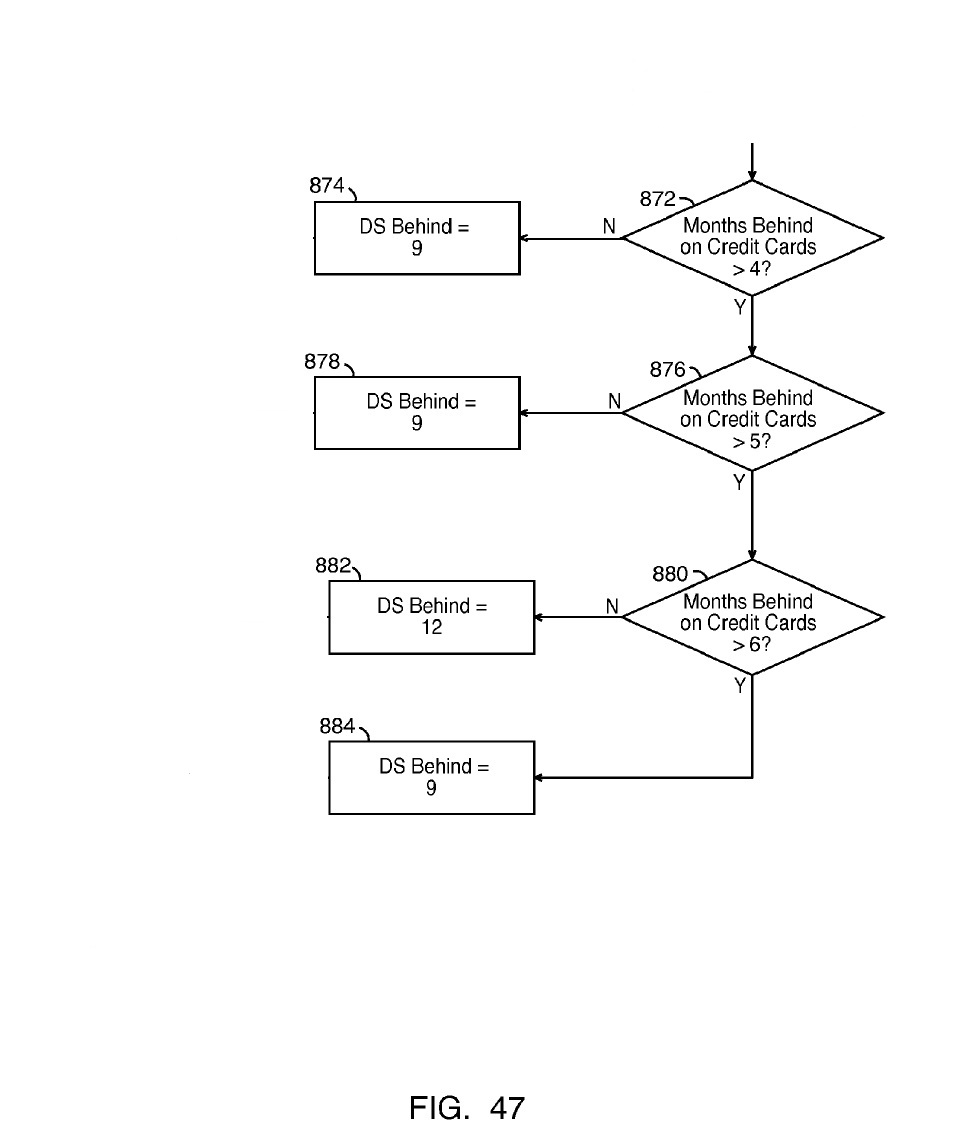 874
DS Behind =
9
872
Months Behind
on Credit Cards
> 4?
N
Y
878
DS Behind =
9
876
Months Behind
on Credit Cards
> 5?
N
Y
882
DS Behind =
12
880
Months Behind
on Credit Cards
> 6?
N
Y
884
DS Behind =
9
FIG. 47